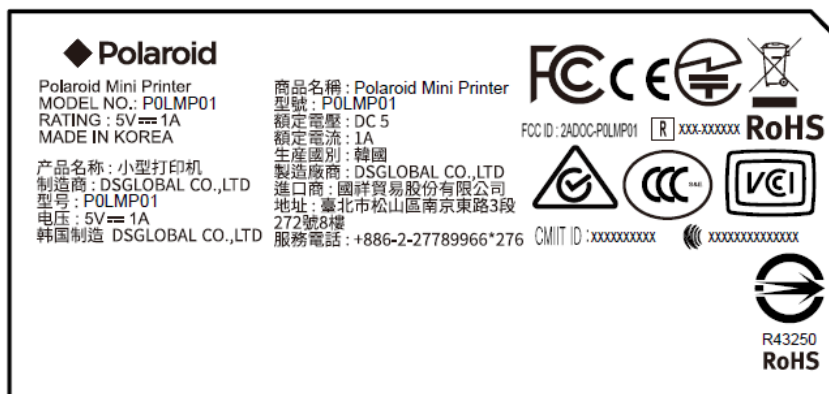 Polaroid
Polaroid Mini Printer
MODEL NO.: P0LMP01
RATING : 5V⎓1A
MADE IN KOREA
产品名称 : 小型打印机
制造商 : DSGLOBAL CO.,LTD
型号 : P0LMP01
电压 : 5V⎓ 1A
韩国制造 DSGLOBAL CO.,LTD
商品名稱 : Polaroid Mini Printer
型號 : P0LMP01
額定電壓 : DC 5
額定電流 : 1A
生産國別 : 韓國
製造廠商 : DSGLOBAL CO.,LTD
進口商 : 國祥貿易股份有限公司
地址 : 臺北市松山區南京東路3段
272號8樓
服務電話 : +886-2-27789966*276
FC CE
FCC ID : 2ADOC-P0LMP01 R XXX-XXXXXX RoHS
CCC S&E VCI
CMIIT ID : XXXXXXXXXX XXXXXXXXXXXXXX
R43250
RoHS